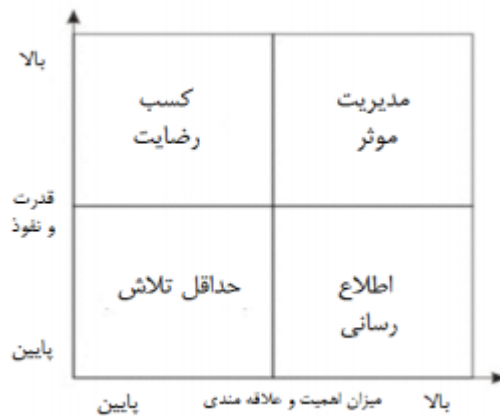 بالا
کسب
رضایت
مدیریت
موثر
قدرت
و نفوذ
حداقل تلاش
اطلاع
رسانی
پایین
پایین
میزان اهمیت و علاقه مندی
بالا